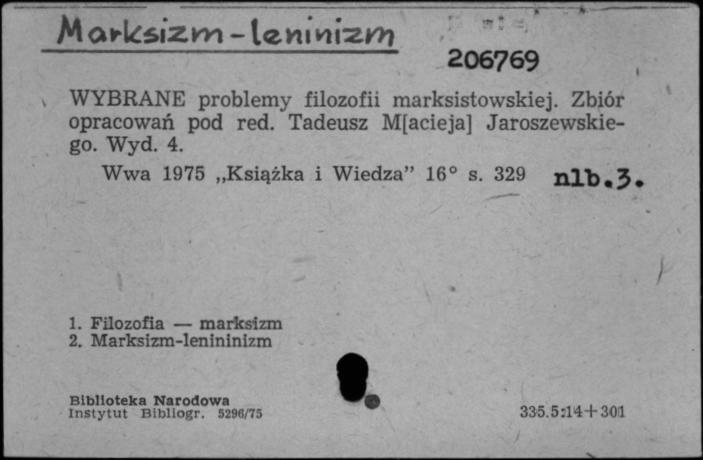 Marksizm-leninizm
206769
WYBRANE problemy filozofii marksistowskiej. Zbiór
opracowań pod red. Tadeusz M[acieja] Jaroszewskie-
go. Wyd. 4.
Wwa 1975 „Książka i Wiedza” 16° s. 329 nlb.3.
1. Filozofia — marksizm
2. Marksizm-lenininizm
Biblioteka Narodowa
Instytut Bibliogr. 5296/75
335.5:14+301